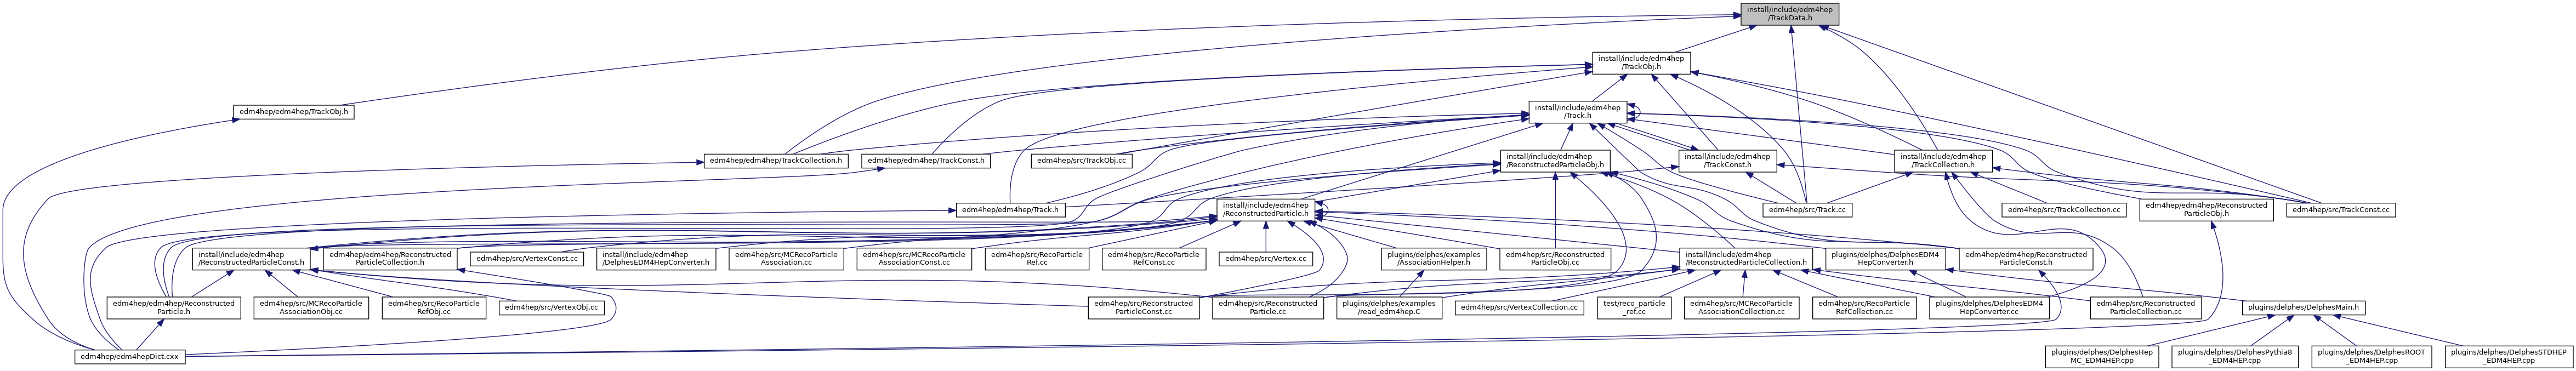 install/include/edm4hep
/TrackData.h
install/include/edm4hep
/TrackObj.h
edm4hep/edm4hep/TrackObj.h
install/include/edm4hep
/Track.h
edm4hep/edm4hep/TrackCollection.h
edm4hep/edm4hep/TrackConst.h
edm4hep/src/TrackObj.cc
install/include/edm4hep
/ReconstructedParticleObj.h
install/include/edm4hep
/TrackConst.h
install/include/edm4hep
/TrackCollection.h
edm4hep/edm4hep/Track.h
install/include/edm4hep
/ReconstructedParticle.h
edm4hep/src/Track.cc
edm4hep/src/TrackCollection.cc
edm4hep/edm4hep/Reconstructed
ParticleObj.h
edm4hep/src/TrackConst.cc
install/include/edm4hep
/ReconstructedParticleConst.h
edm4hep/edm4hep/Reconstructed
ParticleCollection.h
edm4hep/src/VertexConst.cc
install/include/edm4hep
/DelphesEDM4HepConverter.h
edm4hep/src/MCRecoParticle
Association.cc
edm4hep/src/MCRecoParticle
AssociationConst.cc
edm4hep/src/RecoParticle
Ref.cc
edm4hep/src/RecoParticle
RefConst.cc
edm4hep/src/Vertex.cc
plugins/delphes/examples
/AssociationHelper.h
edm4hep/src/Reconstructed
ParticleObj.cc
install/include/edm4hep
/ReconstructedParticleCollection.h
plugins/delphes/DelphesEDM4
HepConverter.h
edm4hep/edm4hep/Reconstructed
ParticleConst.h
edm4hep/edm4hep/Reconstructed
Particle.h
edm4hep/src/MCRecoParticle
AssociationObj.cc
edm4hep/src/RecoParticle
RefObj.cc
edm4hep/src/VertexObj.cc
edm4hep/src/Reconstructed
ParticleConst.cc
edm4hep/src/Reconstructed
Particle.cc
plugins/delphes/examples
/read_edm4hep.C
edm4hep/src/VertexCollection.cc
test/reco_particle
_ref.cc
edm4hep/src/MCRecoParticle
AssociationCollection.cc
edm4hep/src/RecoParticle
RefCollection.cc
plugins/delphes/DelphesEDM4
HepConverter.cc
edm4hep/src/Reconstructed
ParticleCollection.cc
plugins/delphes/DelphesMain.h
edm4hep/edm4hepDict.cxx
plugins/delphes/DelphesHep
MC_EDM4HEP.cpp
plugins/delphes/DelphesPythia8
_EDM4HEP.cpp
plugins/delphes/DelphesROOT
_EDM4HEP.cpp
plugins/delphes/DelphesSTDHEP
_EDM4HEP.cpp